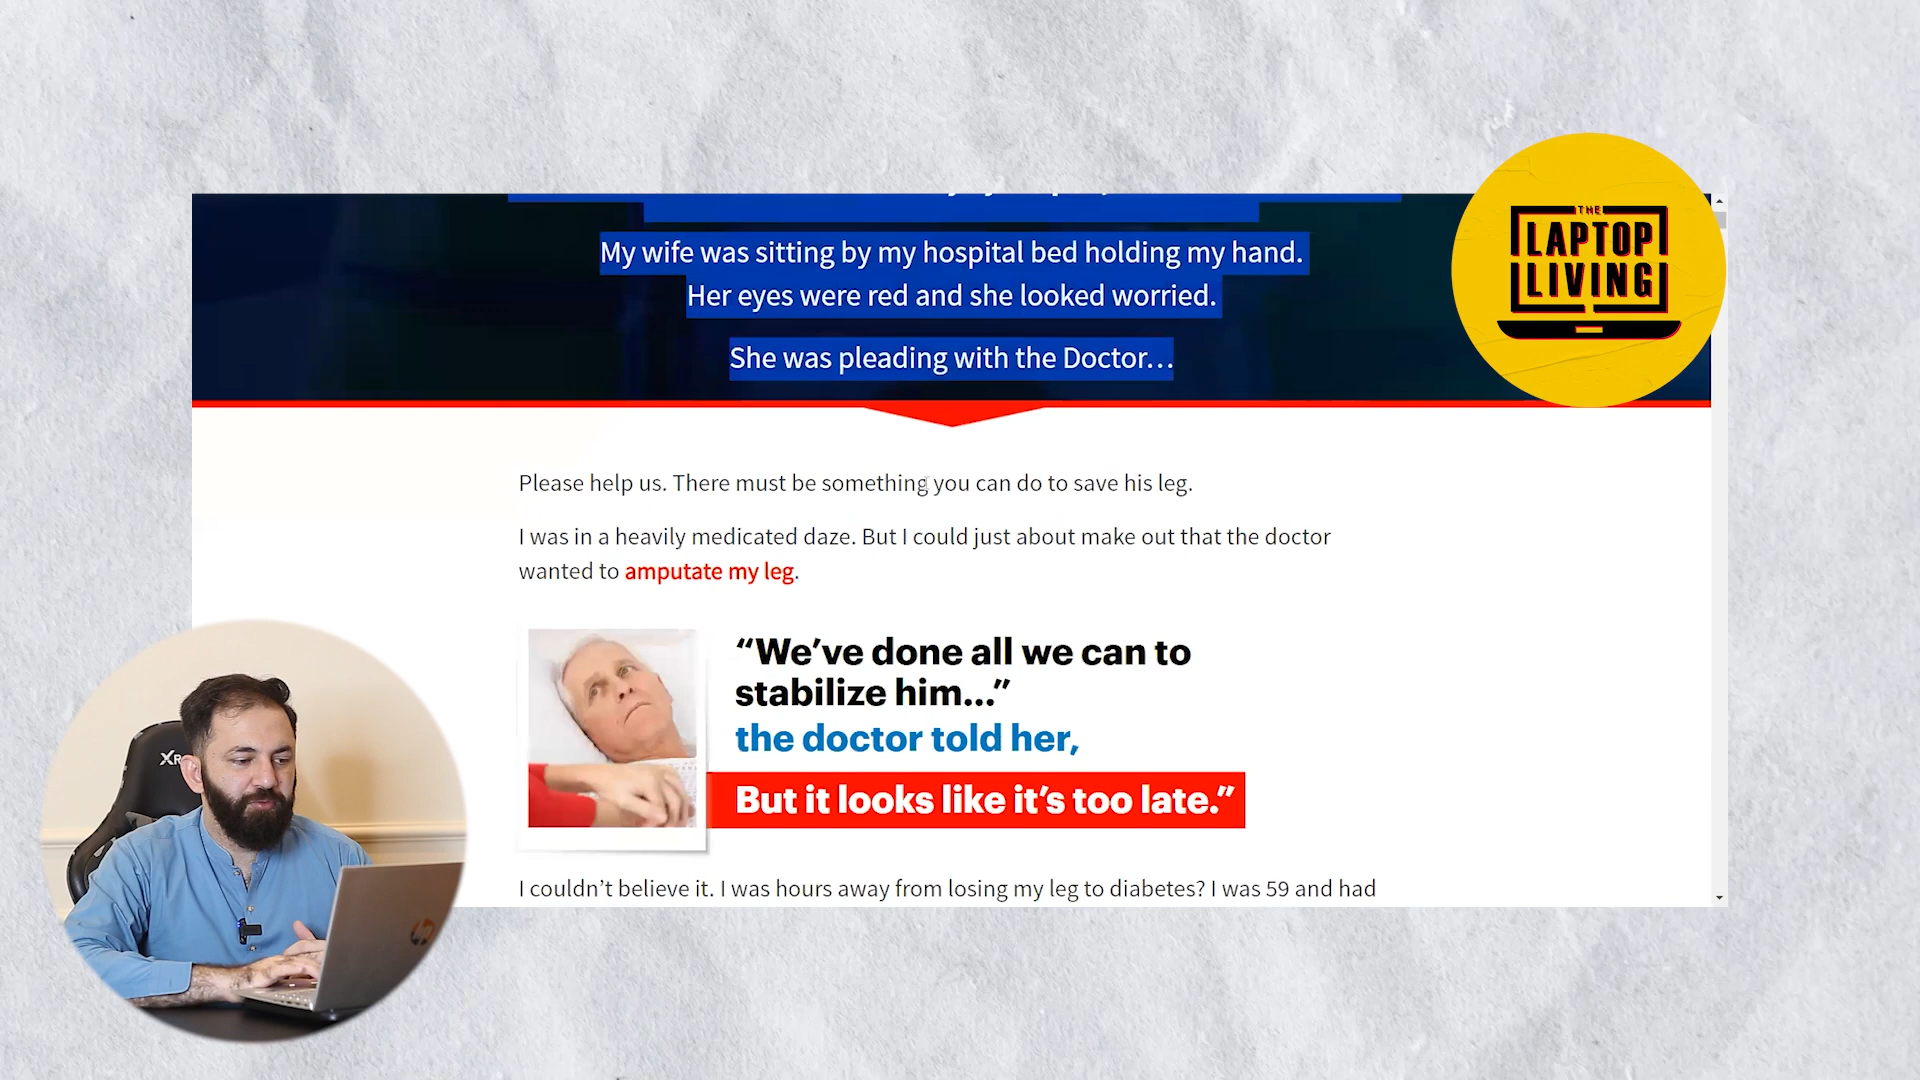 My wife was sitting by my hospital bed holding my hand.
Her eyes were red and she looked worried.
She was pleading with the Doctor…
THE
LAPTOP
LIVING
Please help us. There must be something you can do to save his leg.
I was in a heavily medicated daze. But I could just about make out that the doctor
wanted to amputate my leg.
“We’ve done all we can to
stabilize him...”
the doctor told her,
But it looks like it’s too late.”
I couldn’t believe it. I was hours away from losing my leg to diabetes? I was 59 and had